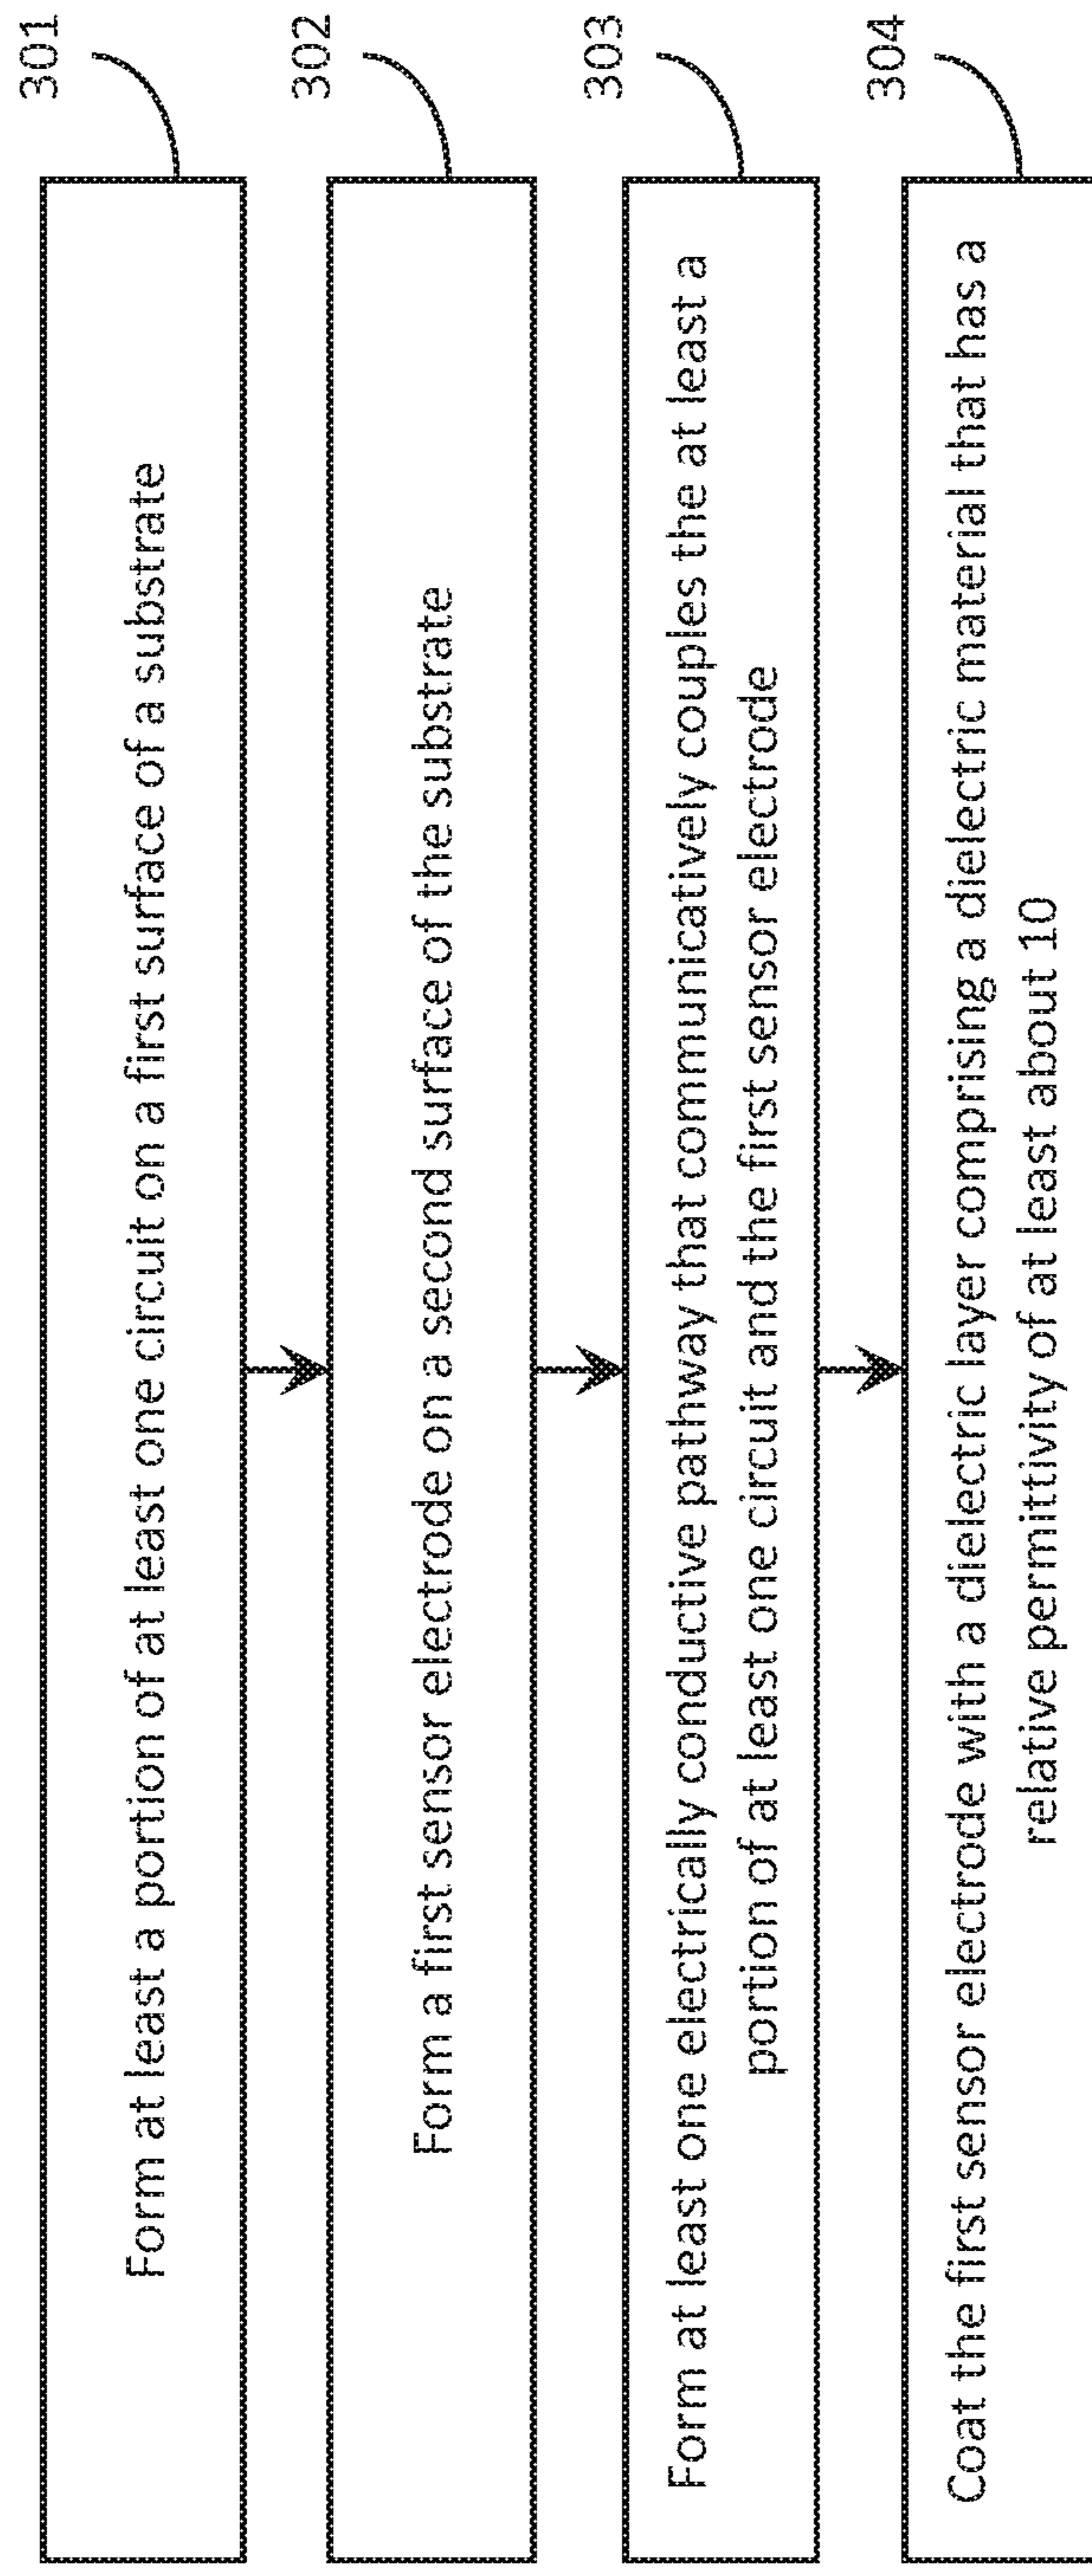 301
Form at least a portion of at least one circuit on a first surface of a substrate
302
Form a first sensor electrode on a second surface of the substrate
303
Form at least one electrically conductive pathway that communicatively couples the at least a
portion of at least one circuit and the first sensor electrode
304
Coat the first sensor electrode with a dielectric layer comprising a dielectric material that has a
relative permittivity of at least about 10